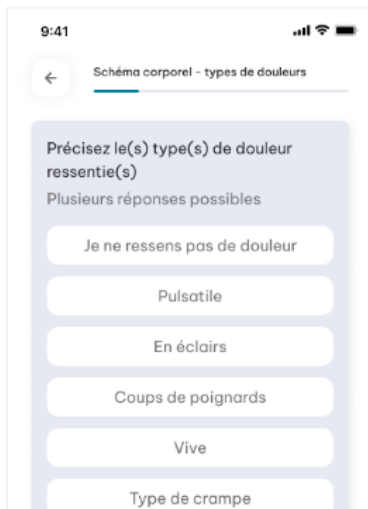 9:41
Schéma corporel - types de douleurs
Précisez le(s) type(s) de douleur
ressentie(s)
Plusieurs réponses possibles
Je ne ressens pas de douleur
Pulsatile
En éclairs
Coups de poignards
Vive
Type de crampe